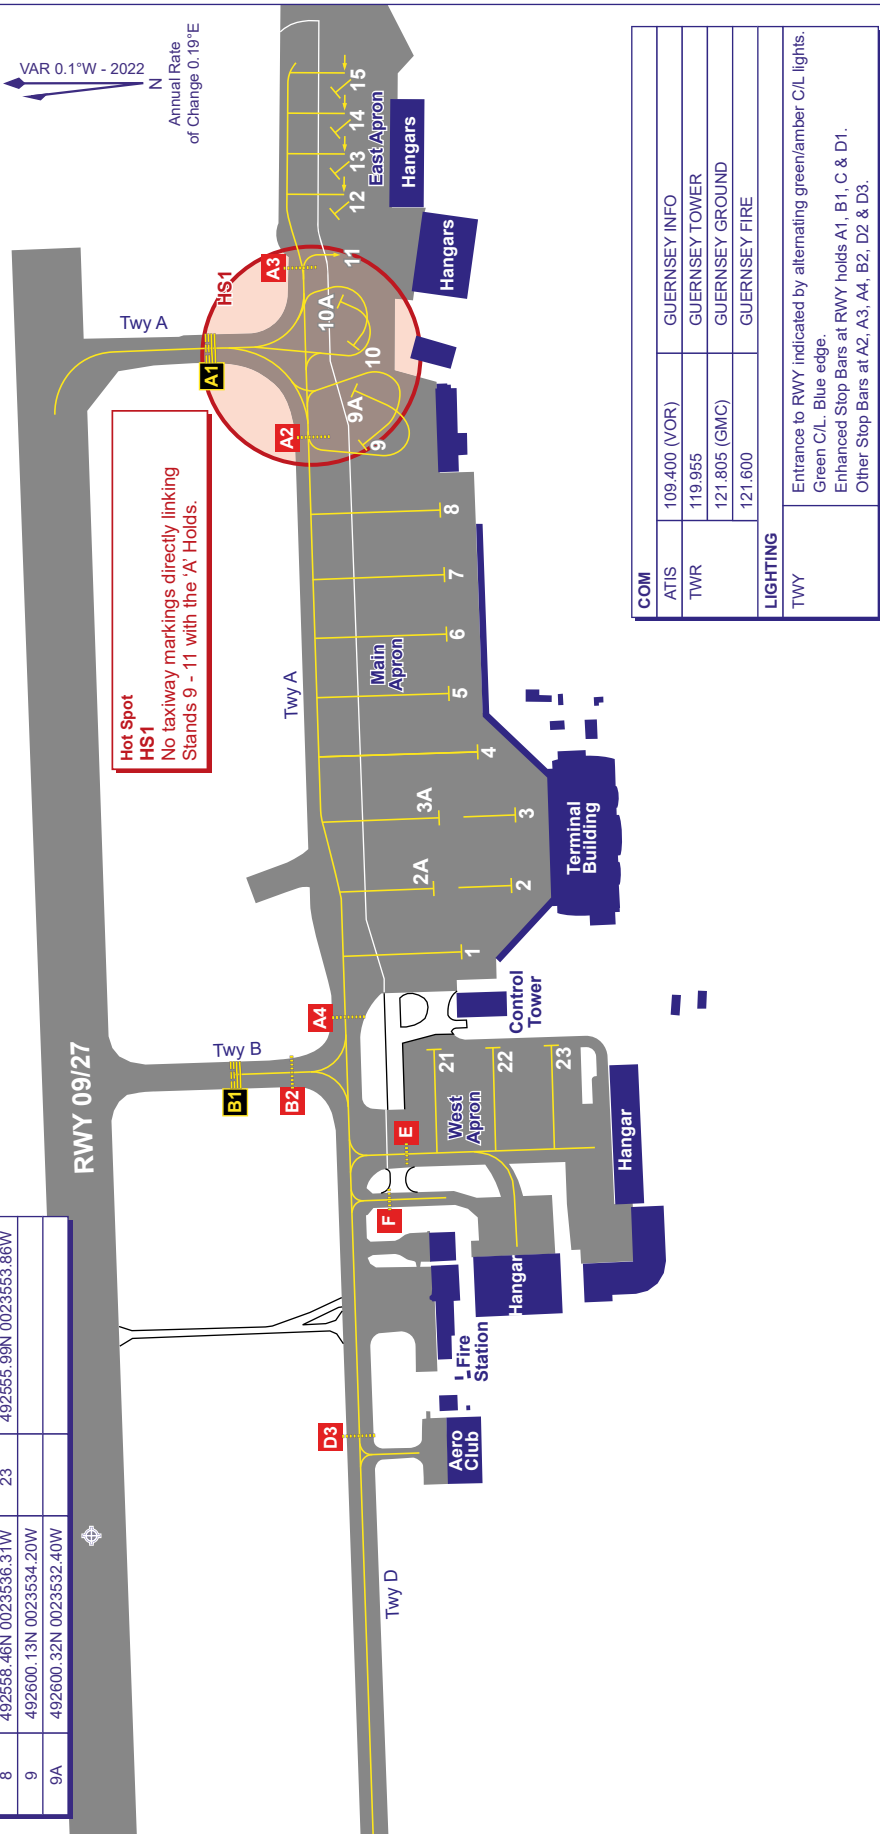 8 492558.46N 0023536.31W 23 492555.99N 0023553.86W
9 492600.13N 0023534.20W
9A 492600.32N 0023532.40W
VAR 0.1°W - 2022
N
Annual Rate
of Change 0.19°E
RWY 09/27
Hot Spot
HS1
No taxiway markings directly linking
Stands 9 - 11 with the ‘A’ Holds.
Twy A
A1
HS1
A3
A2
Twy B
B1
B2
A4
Twy A
D3
Twy D
F
E
Aero
Club
Fire
Station
Hangar
Hangar
West
Apron
21
22
23
Control
Tower
1
2A
2
3A
3
4
Terminal
Building
Main
Apron
5
6
7
8
9
9A
10
10A
11
12
13
14
15
East Apron
Hangars
Hangars
COM
ATIS 109.400 (VOR) GUERNSEY INFO
TWR 119.955 GUERNSEY TOWER
121.805 (GMC) GUERNSEY GROUND
121.600 GUERNSEY FIRE
LIGHTING
TWY Entrance to RWY indicated by alternating green/amber C/L lights.
Green C/L. Blue edge.
Enhanced Stop Bars at RWY holds A1, B1, C & D1.
Other Stop Bars at A2, A3, A4, B2, D2 & D3.